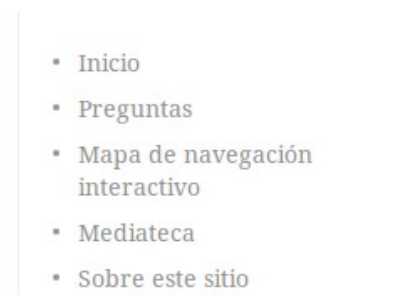 • Inicio
• Preguntas
• Mapa de navegación
interactivo
• Mediateca
• Sobre este sitio